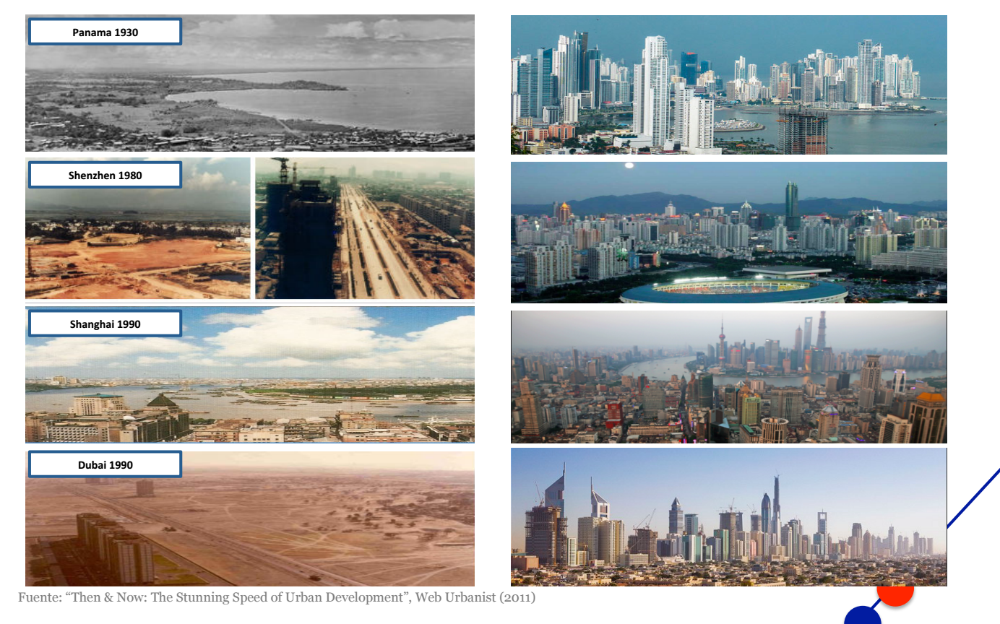 Panama 1930
Shenzhen 1980
Shanghai 1990
Dubai 1990
Fuente: “Then & Now: The Stunning Speed of Urban Development”, Web Urbanist (2011)